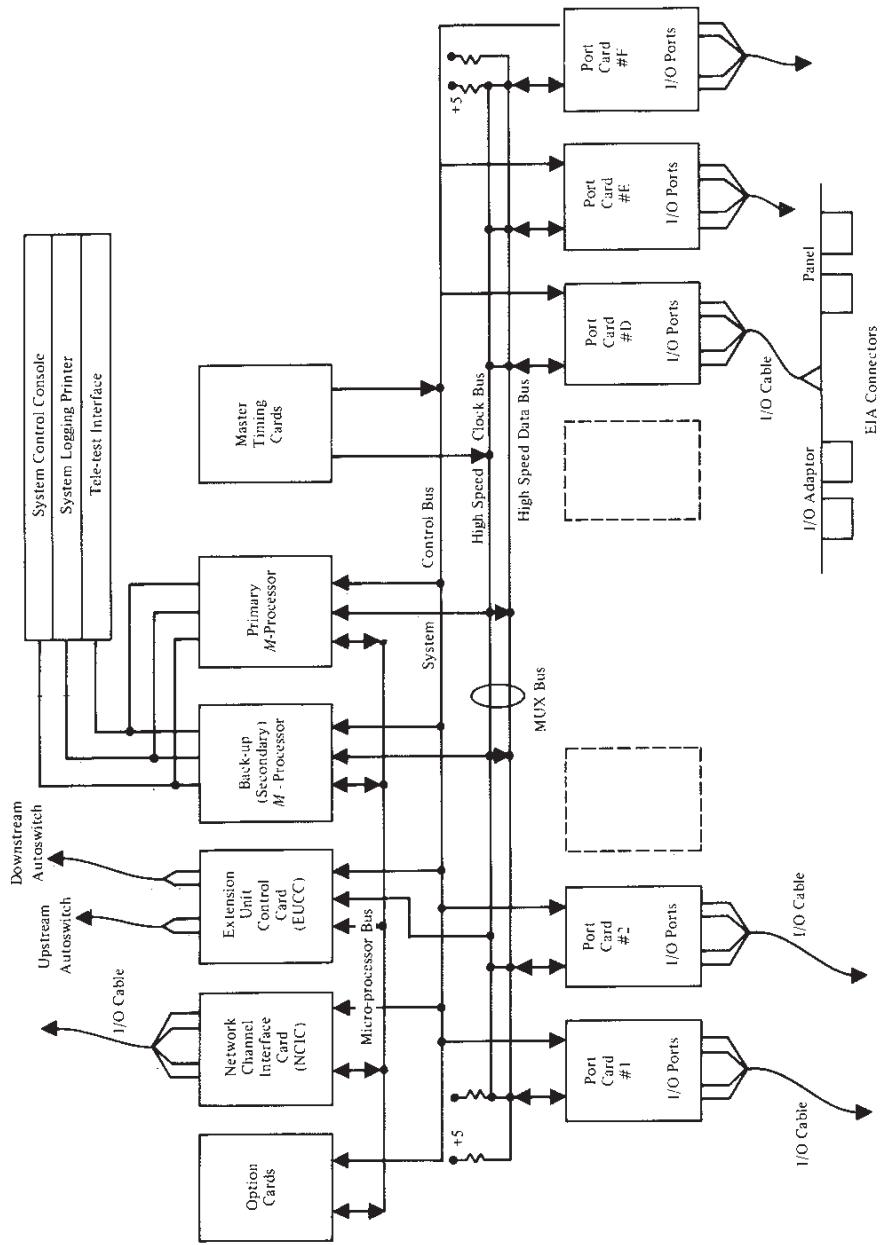 System Control Console
System Logging Printer
Tele-test Interface
Downstream
Autoswitch
Upstream
Autoswitch
I/O Cable
Option
Cards
Network
Channel
Interface
Card
(NCIC)
Extension
Unit
Control
Card
(EUCC)
Back-up
(Secondary)
M - Processor
Primary
M-Processor
Master
Timing
Cards
Micro-processor Bus
System Control Bus
+5
+5
High Speed Clock Bus
High Speed Data Bus
MUX Bus
Port
Card
#1
I/O Ports
Port
Card
#2
I/O Ports
Port
Card
#D
I/O Ports
Port
Card
#E
I/O Ports
Port
Card
#F
I/O Ports
I/O Cable
I/O Cable
I/O Cable
I/O Adaptor
Panel
EIA Connectors